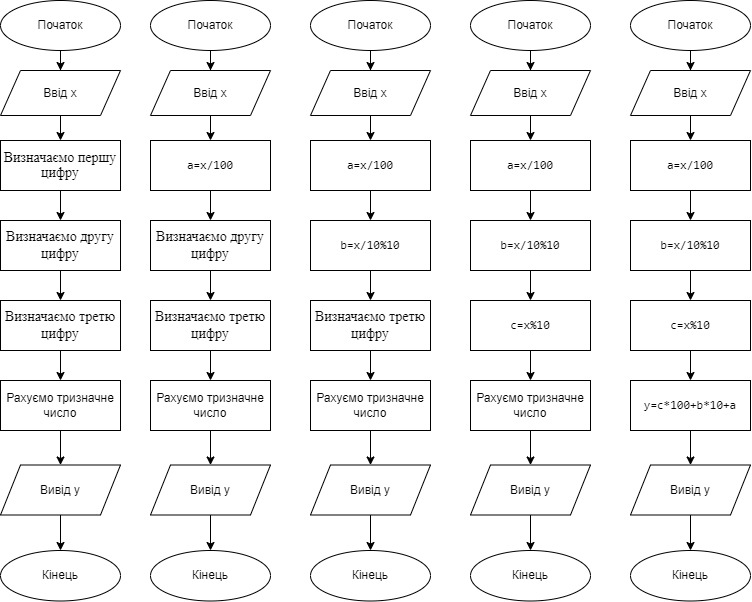 Початок
Ввід x
Визначаємо першу
цифру
Визначаємо другу
цифру
Визначаємо третю
цифру
Рахуємо тризначне
число
Вивід y
Кінець
Початок
Ввід x
a=x/100
Визначаємо другу
цифру
Визначаємо третю
цифру
Рахуємо тризначне
число
Вивід y
Кінець
Початок
Ввід x
a=x/100
b=x/10%10
Визначаємо третю
цифру
Рахуємо тризначне
число
Вивід y
Кінець
Початок
Ввід x
a=x/100
b=x/10%10
c=x%10
Рахуємо тризначне
число
Вивід y
Кінець
Початок
Ввід x
a=x/100
b=x/10%10
c=x%10
y=c*100+b*10+a
Вивід y
Кінець